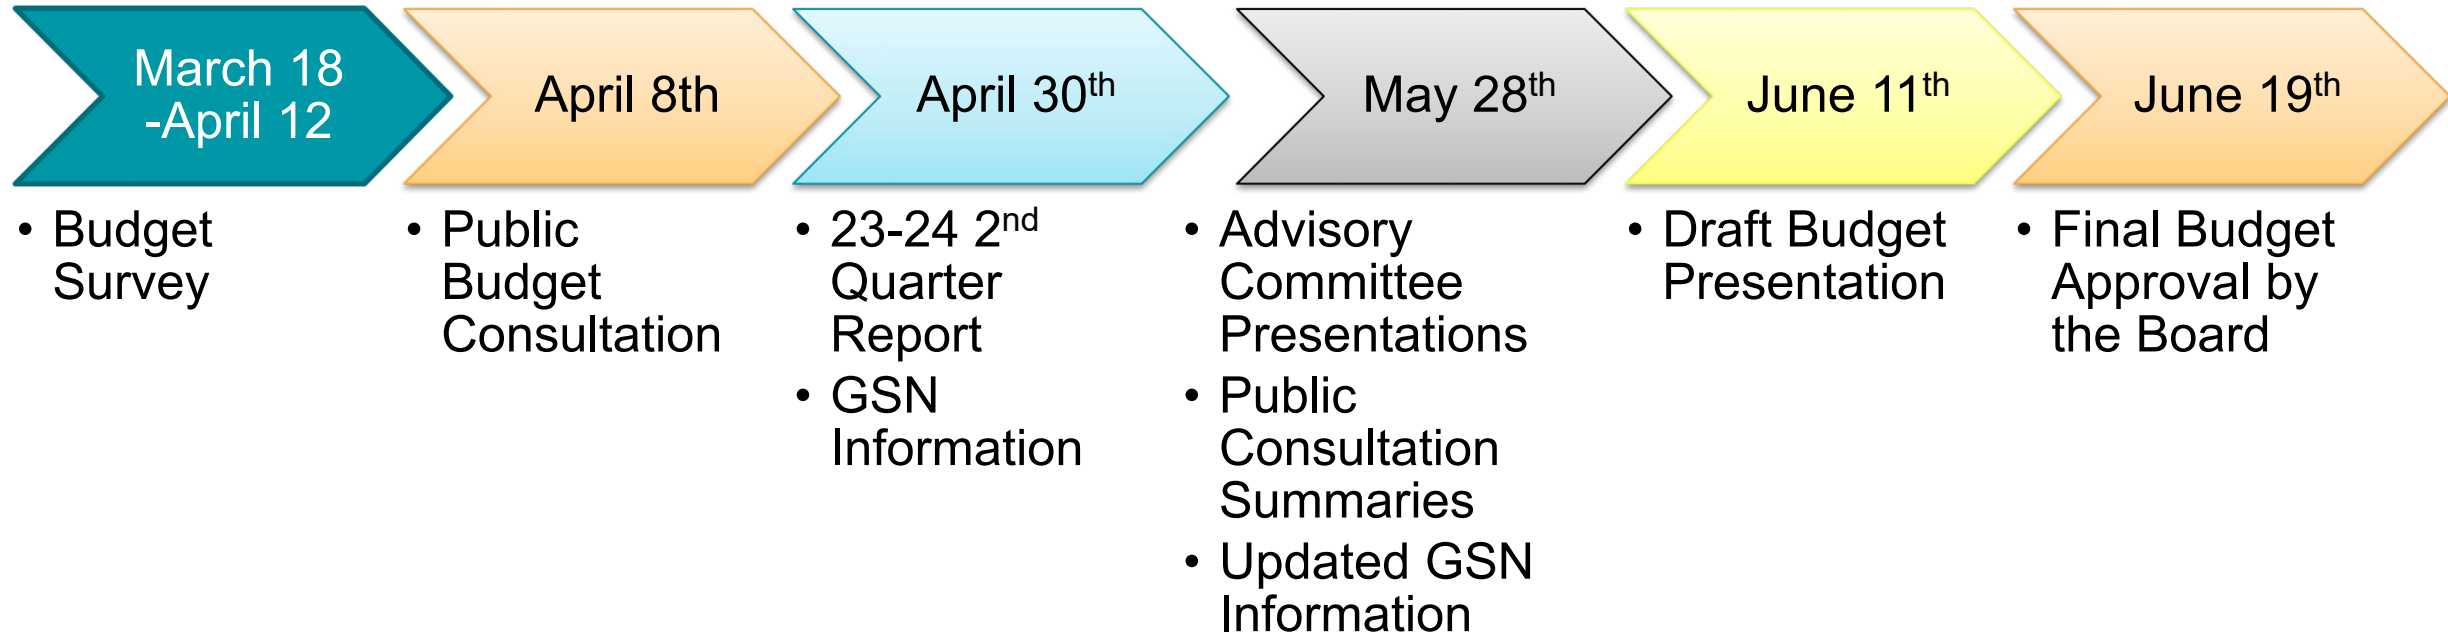 March 18
-April 12
• Budget
Survey
April 8th
• Public
Budget
Consultation
April 30th
• 23-24 2nd
Quarter
Report
• GSN
Information
May 28th
• Advisory
Committee
Presentations
• Public
Consultation
Summaries
• Updated GSN
Information
June 11th
• Draft Budget
Presentation
June 19th
• Final Budget
Approval by
the Board